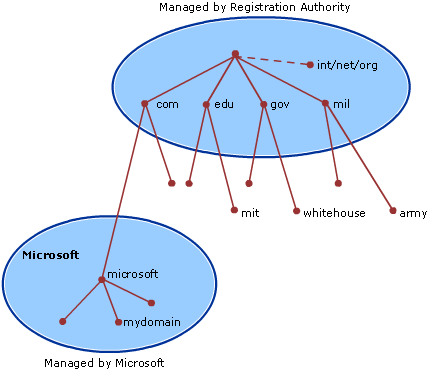 Managed by Registration Authority
int/net/org
com
edu
gov
mil
mit
whitehouse
army
Microsoft
microsoft
mydomain
Managed by Microsoft